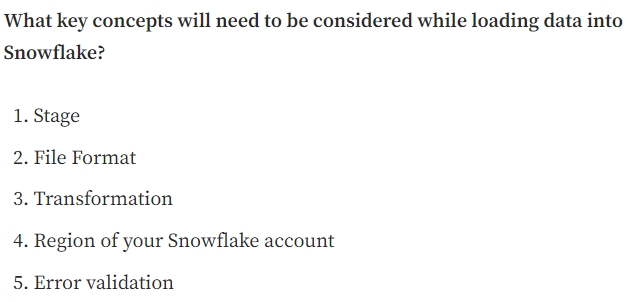 What key concepts will need to be considered while loading data into
Snowflake?
1. Stage
2. File Format
3. Transformation
4. Region of your Snowflake account
5. Error validation